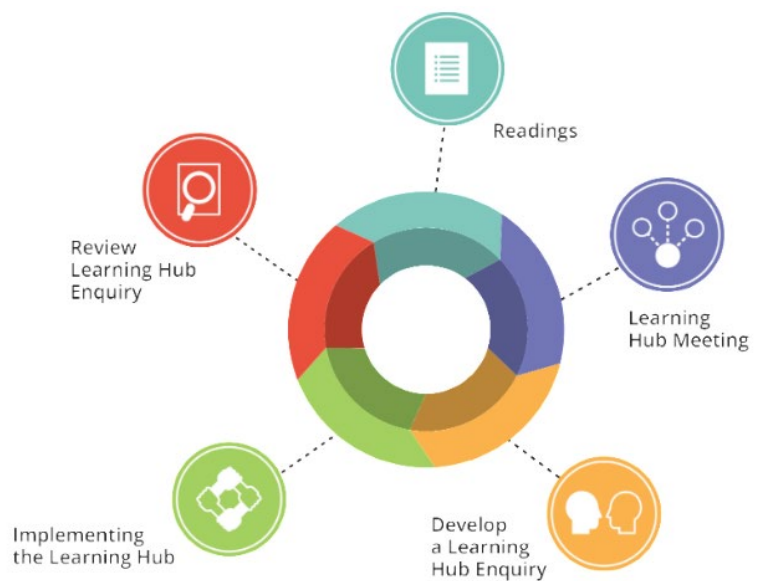 Readings
Learning
Hub Meeting
Develop
a Learning
Hub Enquiry
Implementing
the Learning Hub
Review
Learning Hub
Enquiry